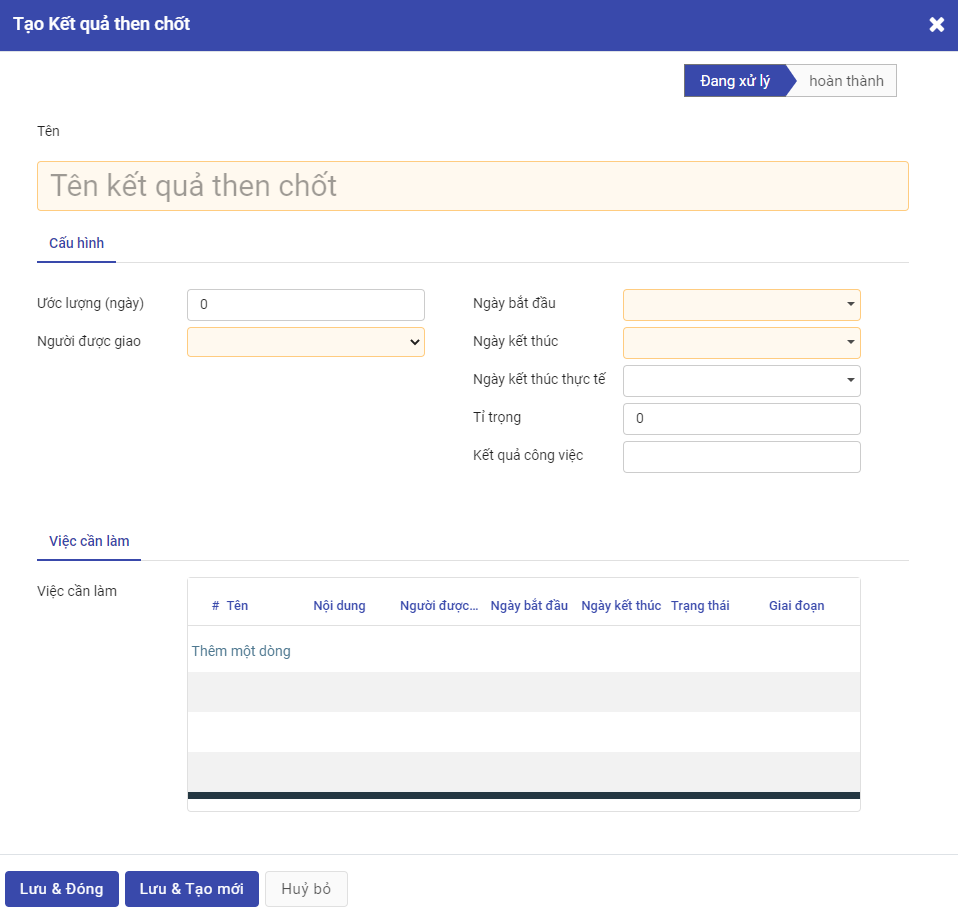 Tạo Kết quả then chốt
Đang xử lý
hoàn thành
Tên
Tên kết quả then chốt
Cấu hình
Ước lượng (ngày)
0
Người được giao
Ngày bắt đầu
Ngày kết thúc
Ngày kết thúc thực tế
Tỉ trọng
0
Kết quả công việc
Việc cần làm
Việc cần làm
# Tên Nội dung Người được... Ngày bắt đầu Ngày kết thúc Trạng thái Giai đoạn
Thêm một dòng
Lưu & Đóng
Lưu & Tạo mới
Huỷ bỏ